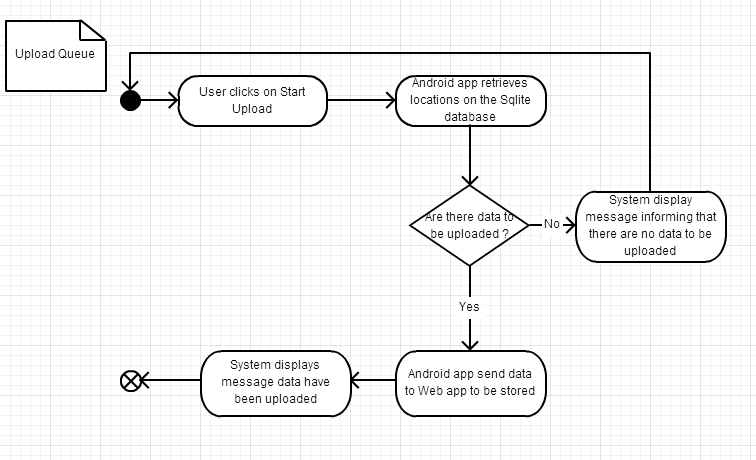 Upload Queue
User clicks on Start
Upload
Android app retrieves
locations on the Sqlite
database
Are there data to
be uploaded ?
No
System display
message informing that
there are no data to be
uploaded
Yes
Android app send data
to Web app to be stored
System displays
message data have
been uploaded